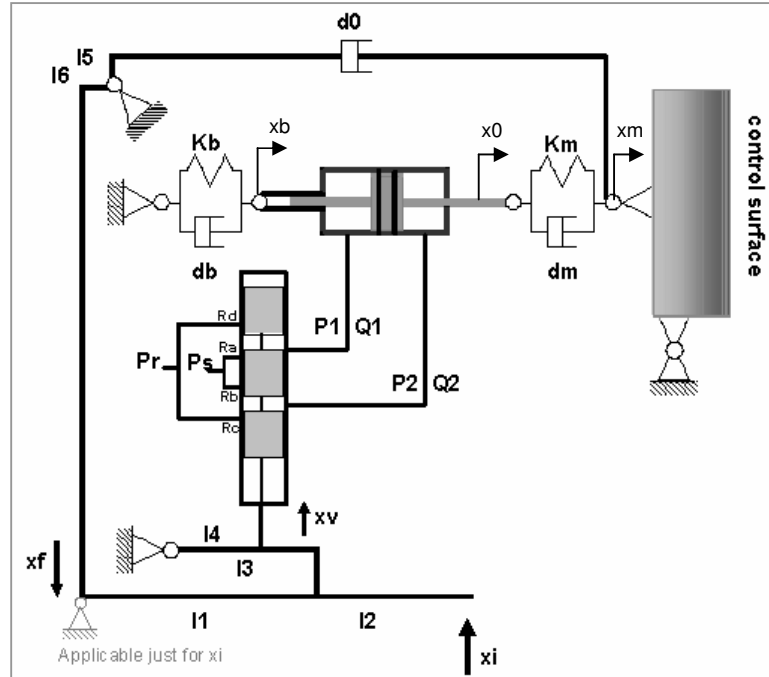 d0
l5
l6
xb
x0
xm
Kb
Km
control surface
db
dm
Rd
P1 Q1
Ra
Pr
Ps
P2 Q2
Rb
Rc
xv
l4
xf
l3
l1
l2
Applicable just for xi
xi